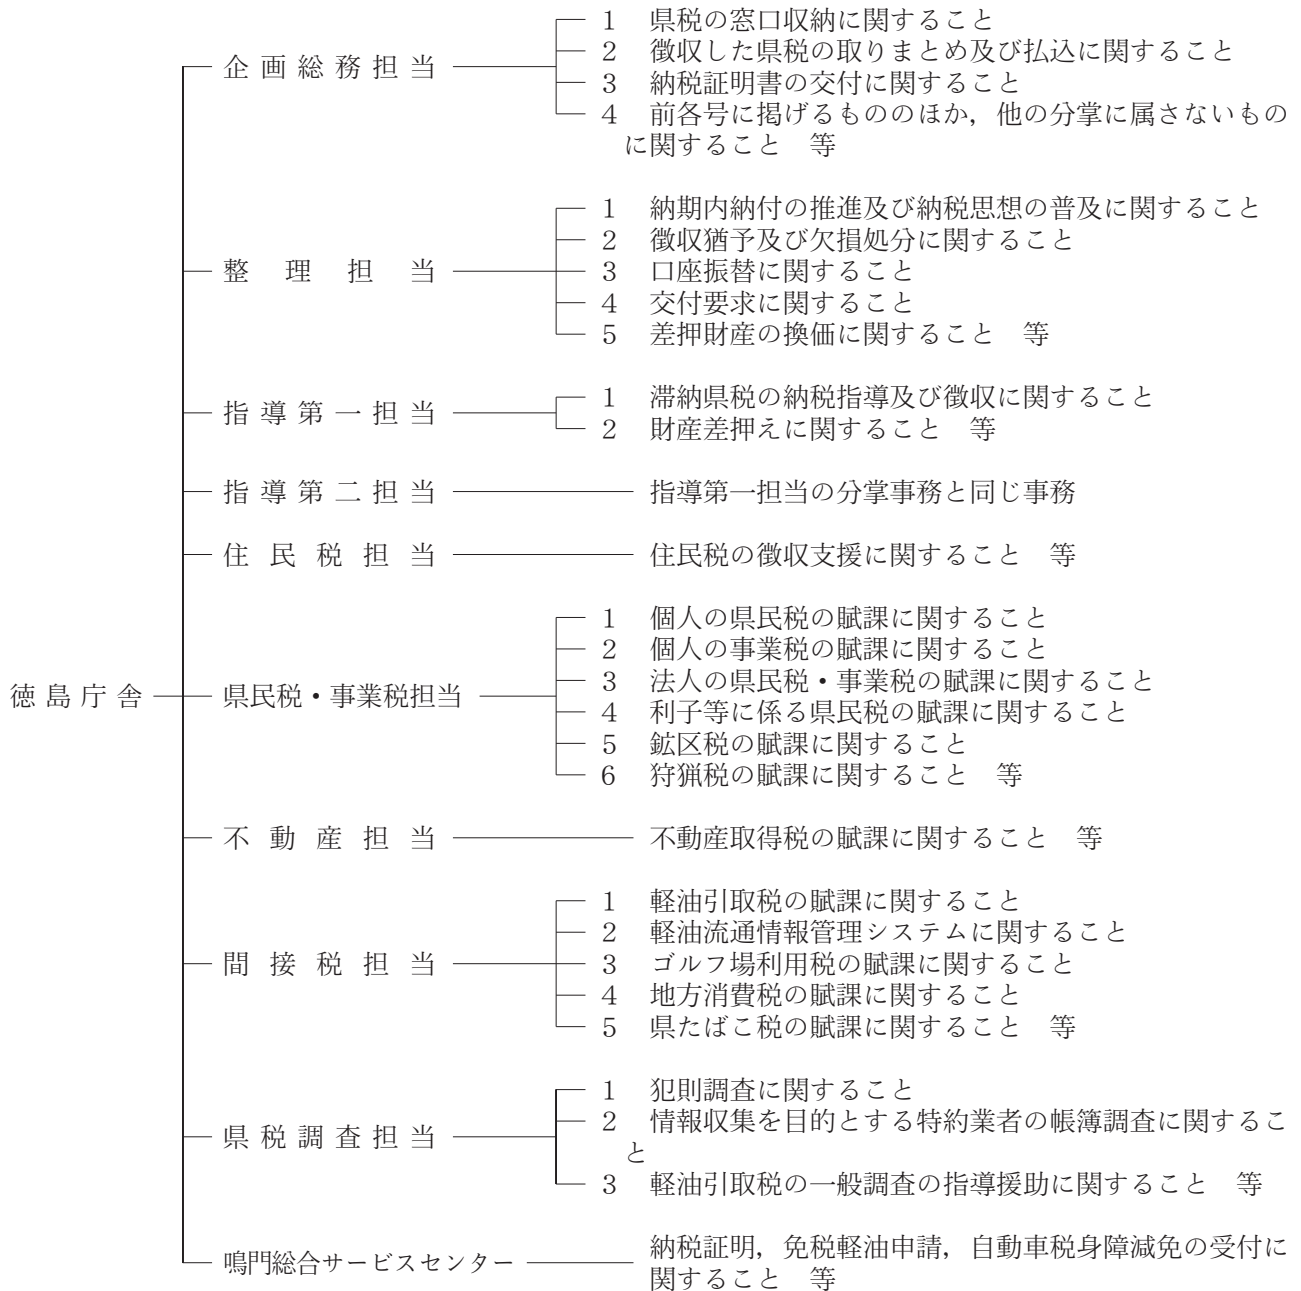 徳島庁舎
企画総務担当
1 県税の窓口収納に関すること
2 徴収した県税の取りまとめ及び払込に関すること
3 納税証明書の交付に関すること
4 前各号に掲げるもののほか，他の分掌に属さないもの
に関すること 等
整理担当
1 納期内納付の推進及び納税思想の普及に関すること
2 徴収猶予及び欠損処分に関すること
3 口座振替に関すること
4 交付要求に関すること
5 差押財産の換価に関すること 等
指導第一担当
1 滞納県税の納税指導及び徴収に関すること
2 財産差押えに関すること 等
指導第二担当
指導第一担当の分掌事務と同じ事務
住民税担当
住民税の徴収支援に関すること 等
県民税・事業税担当
1 個人の県民税の賦課に関すること
2 個人の事業税の賦課に関すること
3 法人の県民税・事業税の賦課に関すること
4 利子等に係る県民税の賦課に関すること
5 鉱区税の賦課に関すること
6 狩猟税の賦課に関すること 等
不動産担当
不動産取得税の賦課に関すること 等
間接税担当
1 軽油引取税の賦課に関すること
2 軽油流通情報管理システムに関すること
3 ゴルフ場利用税の賦課に関すること
4 地方消費税の賦課に関すること
5 県たばこ税の賦課に関すること 等
県税調査担当
1 犯則調査に関すること
2 情報収集を目的とする特約業者の帳簿調査に関するこ
と
3 軽油引取税の一般調査の指導援助に関すること 等
鳴門総合サービスセンター
納税証明，免税軽油申請，自動車税身障減免の受付に
関すること 等